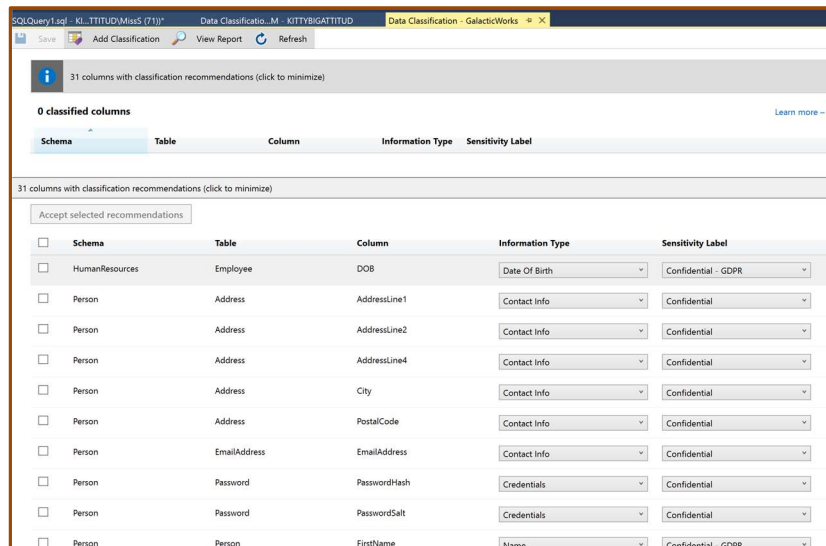 SQLQuery1.sql - KI...TTITUD\MissS (71))* Data Classificatio...M - KITTYBIGATTITUD Data Classification - GalacticWorks
Save Add Classification View Report Refresh
31 columns with classification recommendations (click to minimize)
0 classified columns Learn more –
Schema Table Column Information Type Sensitivity Label
31 columns with classification recommendations (click to minimize)
Accept selected recommendations
Schema Table Column Information Type Sensitivity Label
HumanResources Employee DOB Date Of Birth Confidential - GDPR
Person Address AddressLine1 Contact Info Confidential
Person Address AddressLine2 Contact Info Confidential
Person Address AddressLine4 Contact Info Confidential
Person Address City Contact Info Confidential
Person Address PostalCode Contact Info Confidential
Person EmailAddress EmailAddress Contact Info Confidential
Person Password PasswordHash Credentials Confidential
Person Password PasswordSalt Credentials Confidential
Person Person FirstName Name Confidential - GDPR